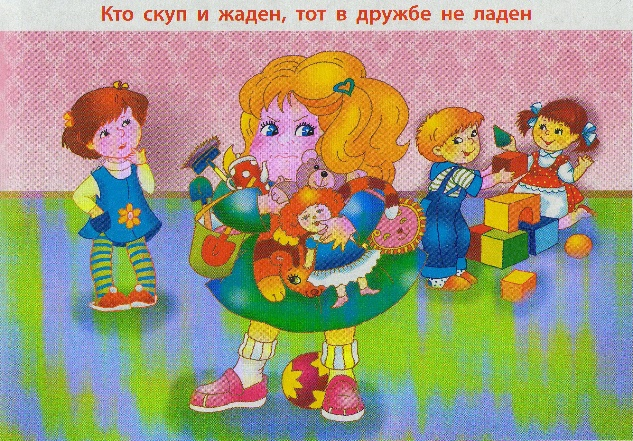 Кто скуп и жаден, тот в дружбе не ладен